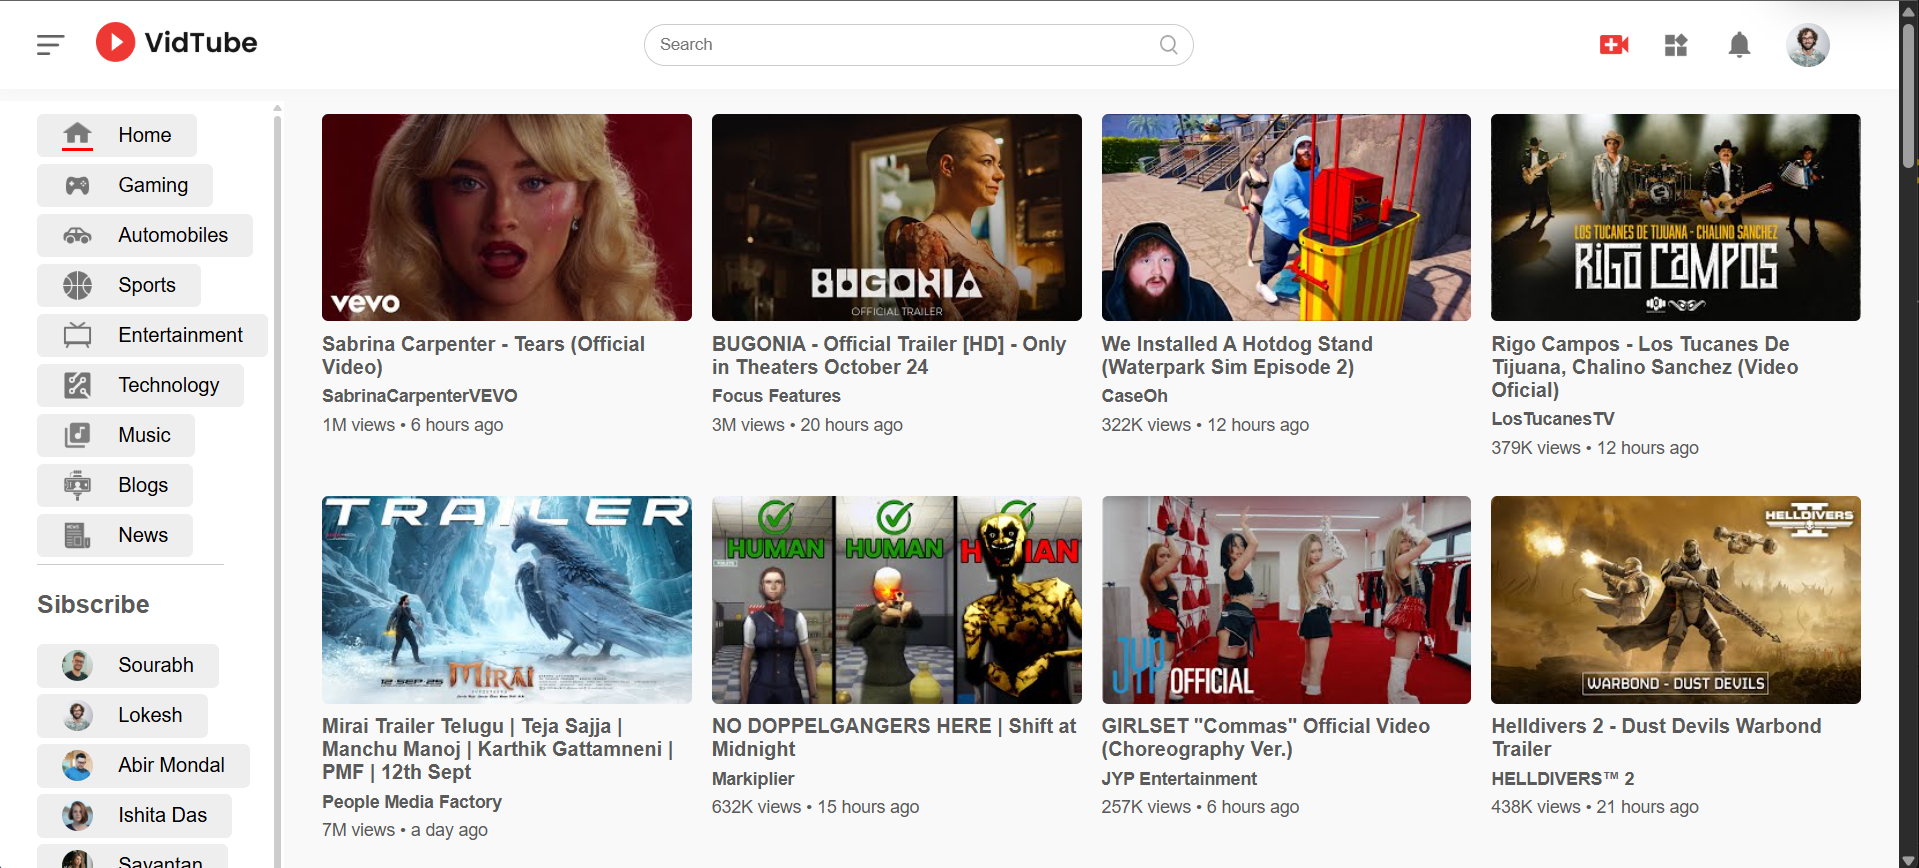 VidTube
Search
Home
Gaming
Automobiles
Sports
Entertainment
Technology
Music
Blogs
News
Sibscribe
Sourabh
Lokesh
Abir Mondal
Ishita Das
Sayantan
vevo
Sabrina Carpenter - Tears (Official
Video)
SabrinaCarpenterVEVO
1M views • 6 hours ago
BUGONIA
OFFICIAL TRAILER
BUGONIA - Official Trailer [HD] - Only
in Theaters October 24
Focus Features
3M views • 20 hours ago
We Installed A Hotdog Stand
(Waterpark Sim Episode 2)
CaseOh
322K views • 12 hours ago
LOS TUCANES DE TIJUANA - CHALINO SANCHEZ
RIGO CAMPOS
Rigo Campos - Los Tucanes De
Tijuana, Chalino Sanchez (Video
Oficial)
LosTucanesTV
379K views • 12 hours ago
TRAILER
MIRAI
12-SEP-25
Mirai Trailer Telugu | Teja Sajja |
Manchu Manoj | Karthik Gattamneni |
PMF | 12th Sept
People Media Factory
7M views • a day ago
HUMAN
HUMAN
HUMAN
NO DOPPELGANGERS HERE | Shift at
Midnight
Markiplier
632K views • 15 hours ago
JYP OFFICIAL
GIRLSET "Commas" Official Video
(Choreography Ver.)
JYP Entertainment
257K views • 6 hours ago
HELLDIVERS
II
WARBOND - DUST DEVILS
Helldivers 2 - Dust Devils Warbond
Trailer
HELLDIVERS™ 2
438K views • 21 hours ago